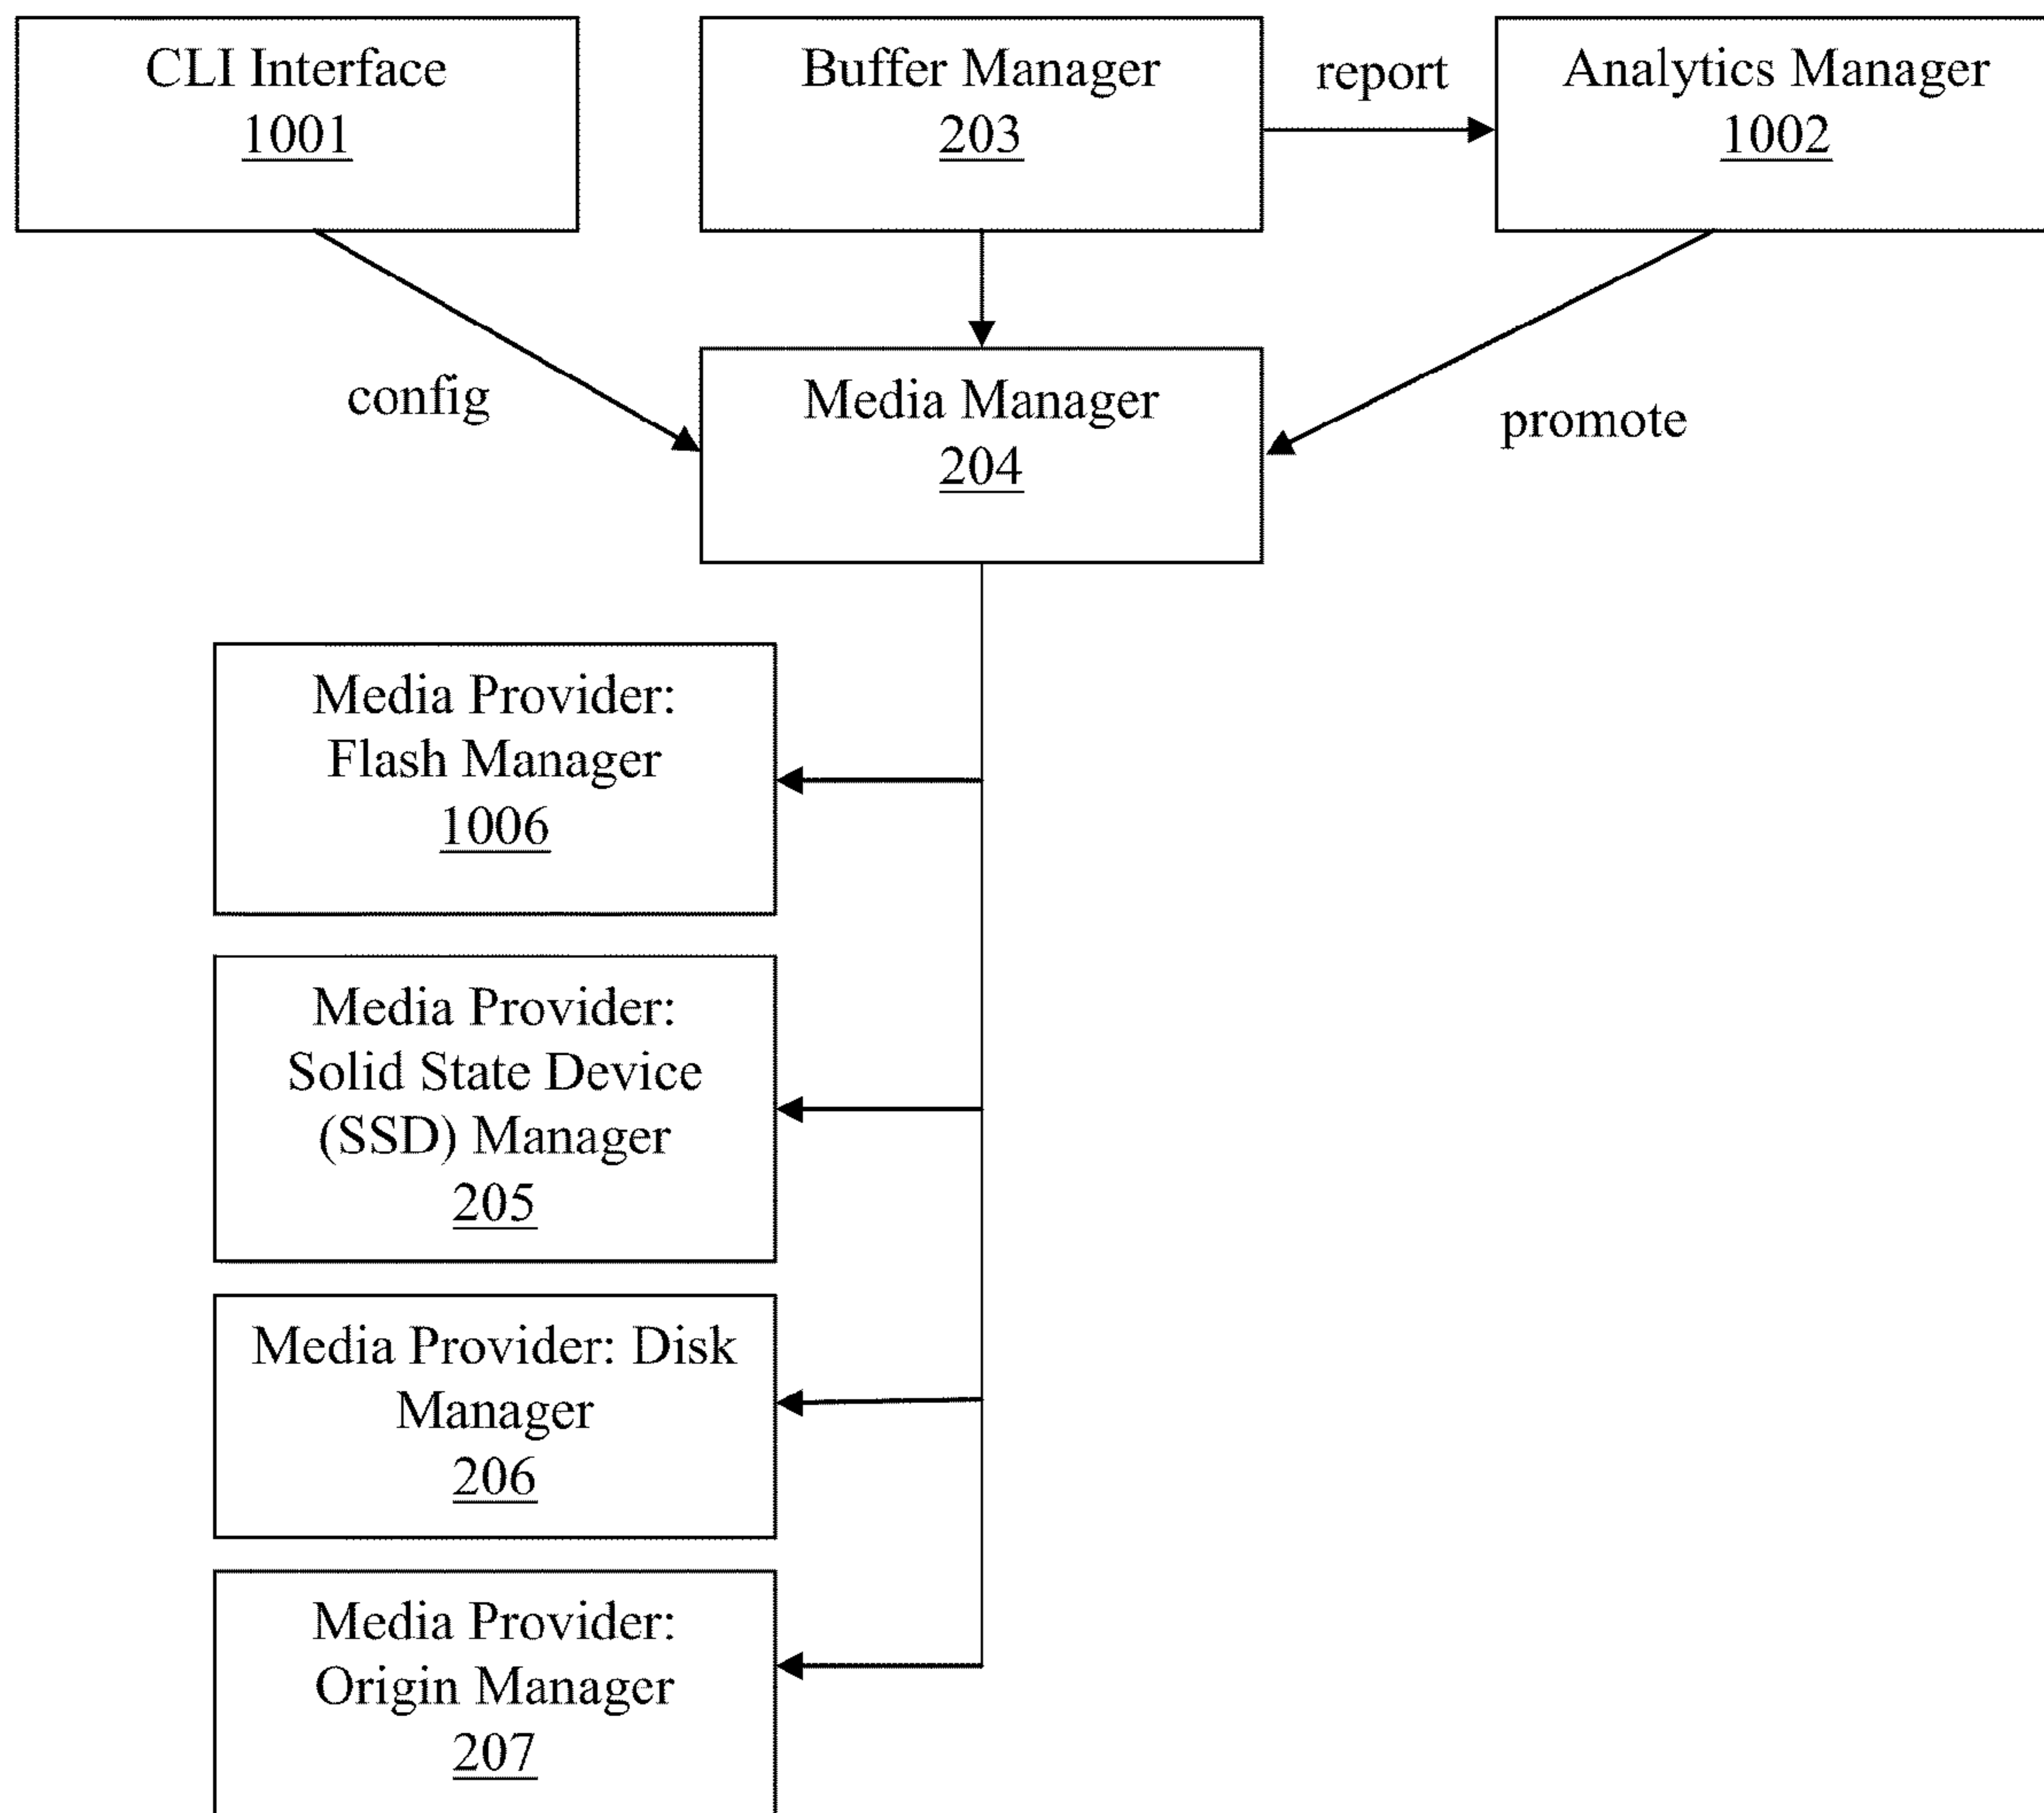 CLI Interface
1001
Buffer Manager
203
report
Analytics Manager
1002
config
Media Manager
204
promote
Media Provider:
Flash Manager
1006
Media Provider:
Solid State Device
(SSD) Manager
205
Media Provider: Disk
Manager
206
Media Provider:
Origin Manager
207